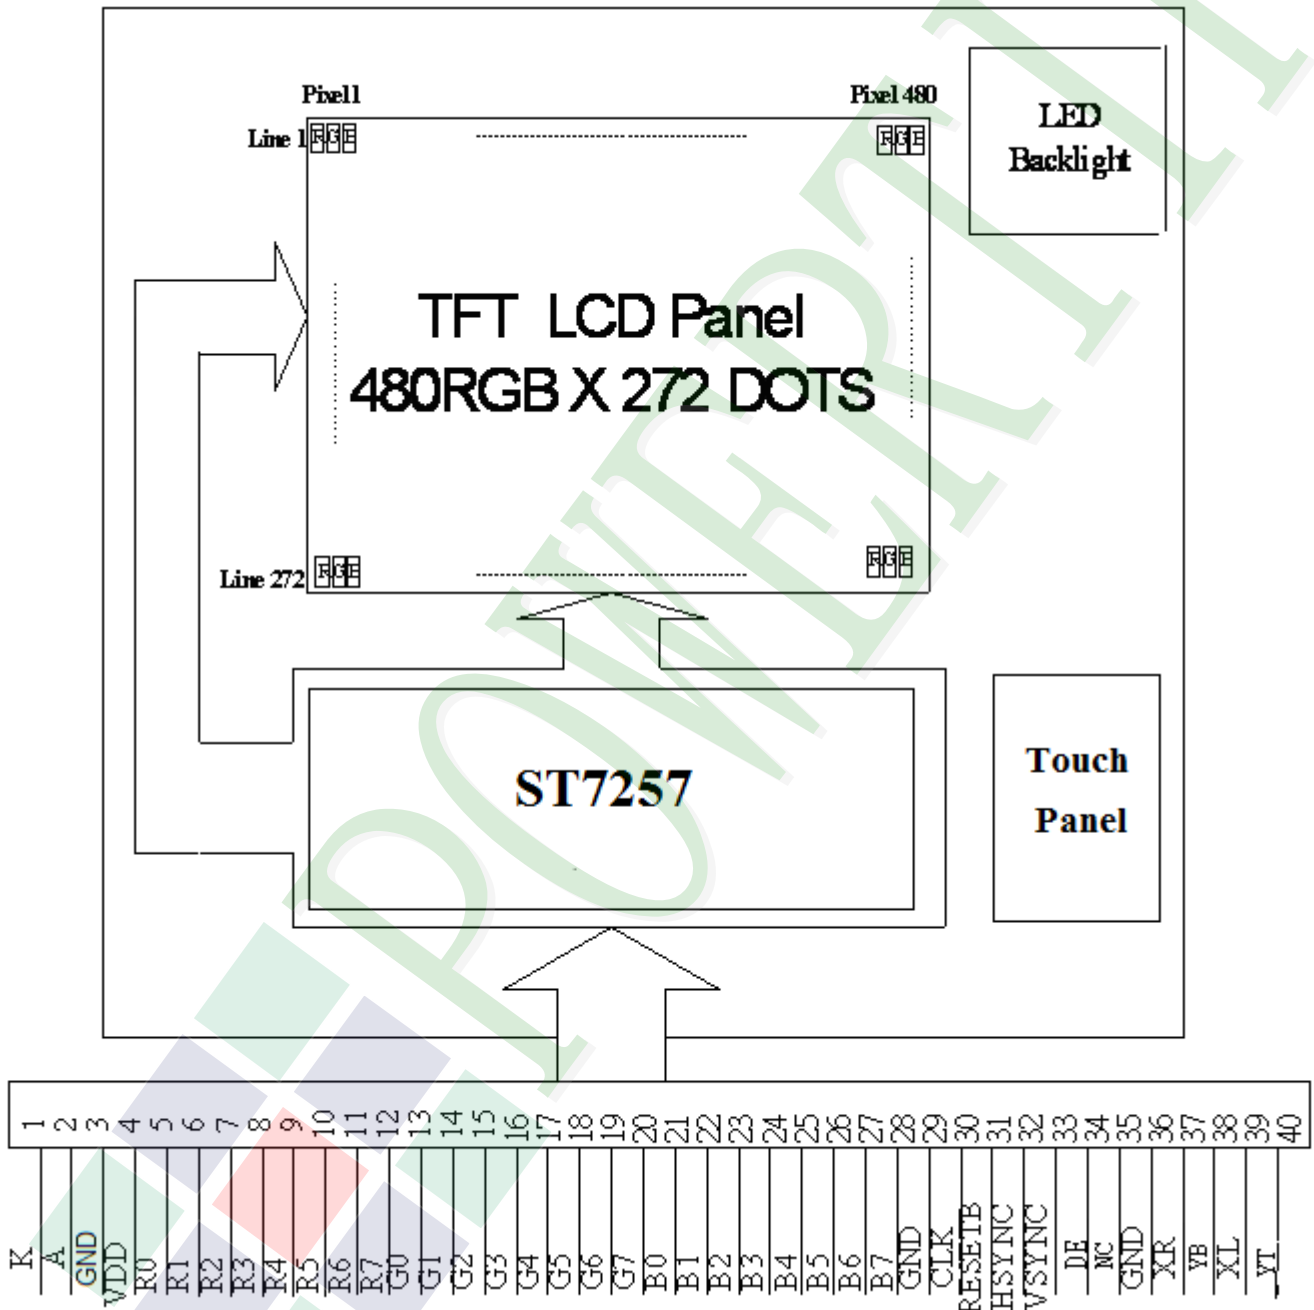 Pixel1
Pixel 480
Line 1
R G B
R G B
LED
Backlight
TFT LCD Panel
480RGB X 272 DOTS
Line 272
R G B
R G B
ST7257
Touch
Panel
1 2 3 4 5 6 7 8 9 10 11 12 13 14 15 16 17 18 19 20 21 22 23 24 25 26 27 28 29 30 31 32 33 34 35 36 37 38 39 40
K A GND VDD R0 R1 R2 R3 R4 R5 R6 R7 G0 G1 G2 G3 G4 G5 G6 G7 B0 B1 B2 B3 B4 B5 B6 B7 GND CLK RESETB HSYNC VSYNC DE NC GND XR YB XL YT
POWERTI